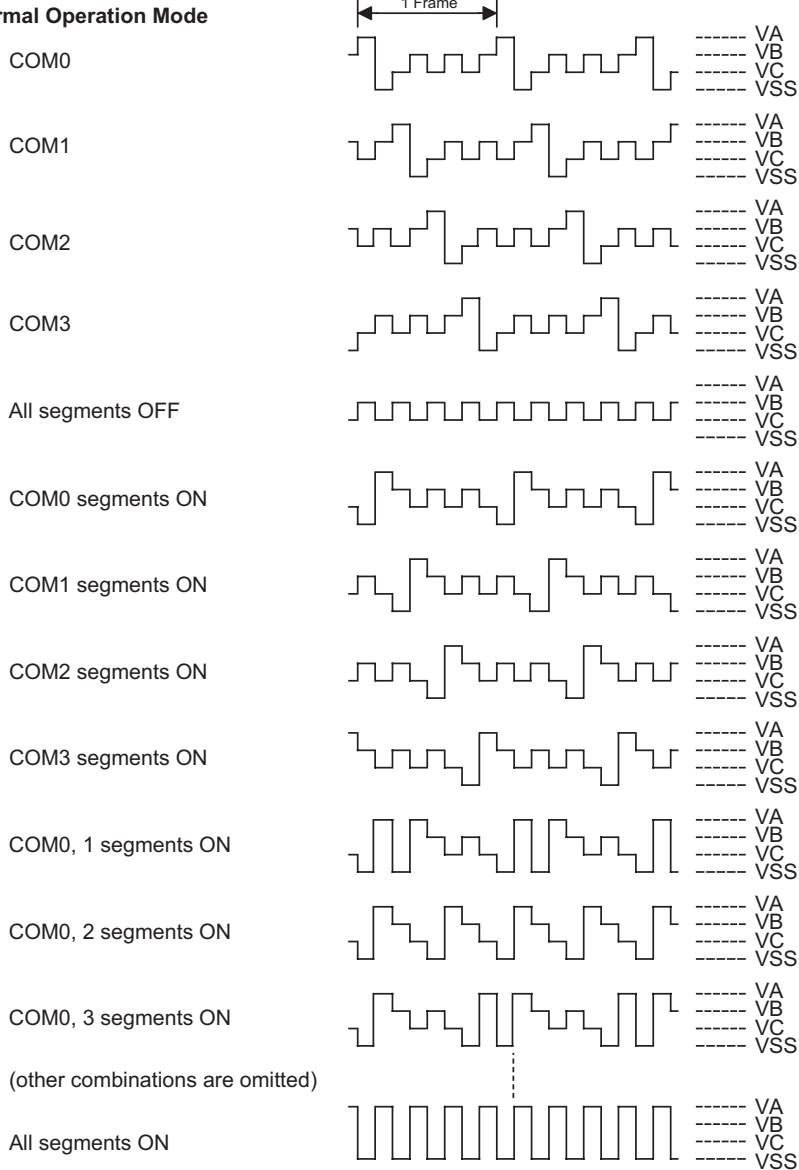 rmal Operation Mode
1 Frame
COM0
VA
VB
VC
VSS
COM1
VA
VB
VC
VSS
COM2
VA
VB
VC
VSS
COM3
VA
VB
VC
VSS
All segments OFF
VA
VB
VC
VSS
COM0 segments ON
VA
VB
VC
VSS
COM1 segments ON
VA
VB
VC
VSS
COM2 segments ON
VA
VB
VC
VSS
COM3 segments ON
VA
VB
VC
VSS
COM0, 1 segments ON
VA
VB
VC
VSS
COM0, 2 segments ON
VA
VB
VC
VSS
COM0, 3 segments ON
VA
VB
VC
VSS
(other combinations are omitted)
All segments ON
VA
VB
VC
VSS